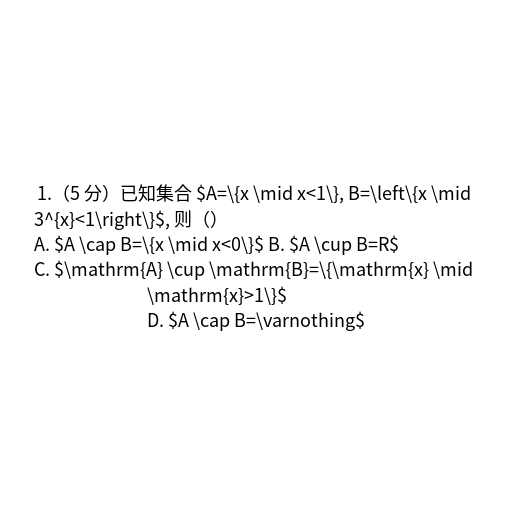 1.（5 分）已知集合 $A=\{x \mid x<1\}, B=\left\{x \mid
3^{x}<1\right\}$, 则（）
A. $A \cap B=\{x \mid x<0\}$ B. $A \cup B=R$
C. $\mathrm{A} \cup \mathrm{B}=\{\mathrm{x} \mid
\mathrm{x}>1\}$
D. $A \cap B=\varnothing$